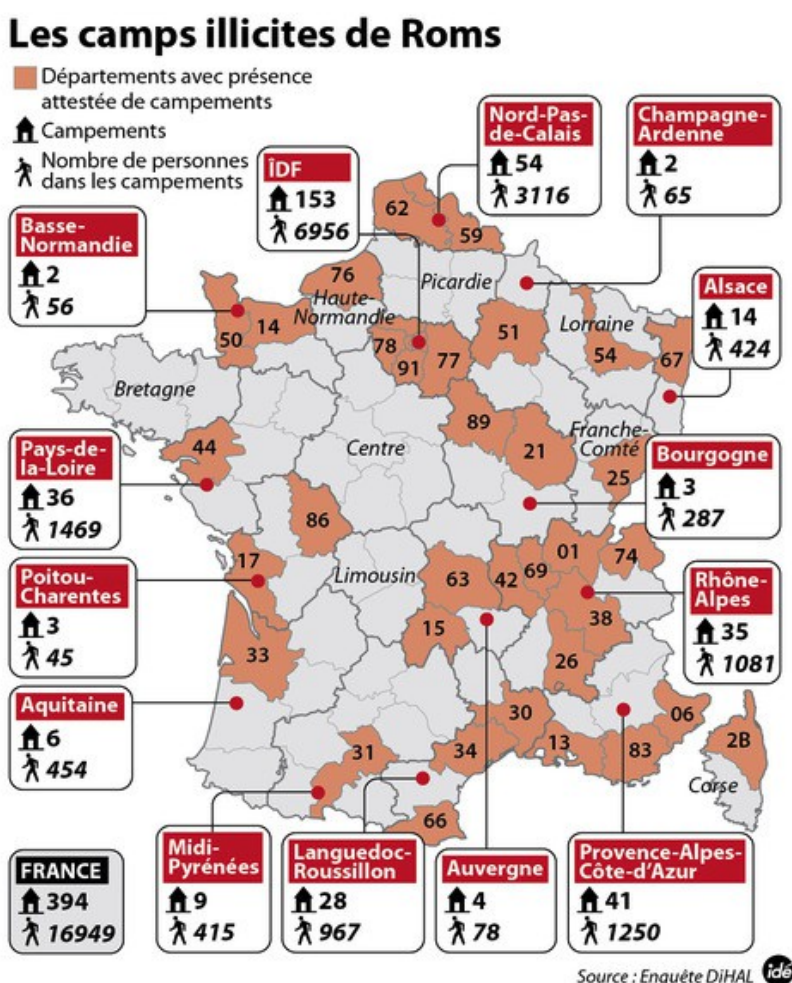 Les camps illicites de Roms
Départements avec présence
attestée de campements
Campements
Nombre de personnes
dans les campements
Nord-Pas-
de-Calais
54
3116
Champagne-
Ardenne
2
65
ÎDF
153
6956
Basse-
Normandie
2
56
Alsace
14
424
62
59
76
Picardie
Haute-
Normandie
50
14
78
91
77
51
Lorraine
54
67
Bretagne
89
21
Franche-
Comté
25
Centre
44
Pays-de-
la-Loire
36
1469
Bourgogne
3
287
86
17
Limousin
63
42
69
01
74
Poitou-
Charentes
3
45
Rhône-
Alpes
35
1081
38
15
26
33
Aquitaine
6
454
30
06
31
34
13
83
2B
Corse
66
FRANCE
394
16949
Midi-
Pyrénées
9
415
Languedoc-
Roussillon
28
967
Auvergne
4
78
Provence-Alpes-
Côte-d'Azur
41
1250
Source : Enquête DiHAL
idé